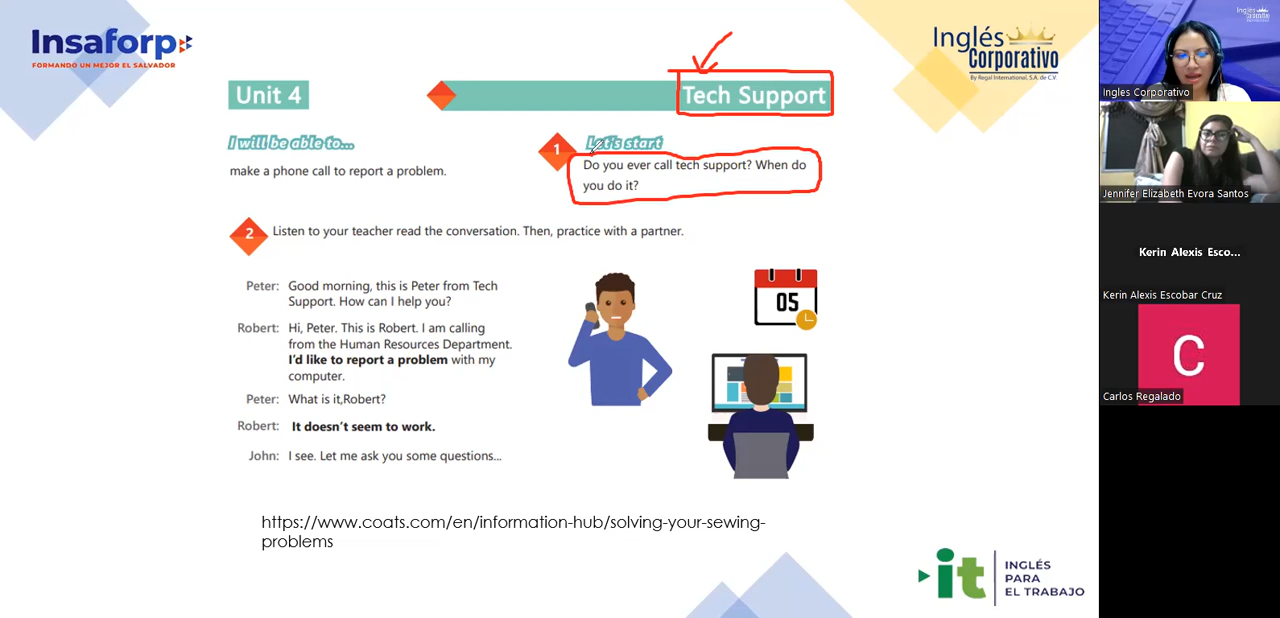 Insaforp
FORMANDO UN MEJOR EL SALVADOR
Inglés
Corporativo
By Regal International, S.A. de C.V.
Unit 4
Tech Support
I will be able to...
make a phone call to report a problem.
1
Let's start
Do you ever call tech support? When do
you do it?
2
Listen to your teacher read the conversation. Then, practice with a partner.
Peter: Good morning, this is Peter from Tech
Support. How can I help you?
Robert: Hi, Peter. This is Robert. I am calling
from the Human Resources Department.
I'd like to report a problem with my
computer.
Peter: What is it,Robert?
Robert: It doesn't seem to work.
John: I see. Let me ask you some questions...
05
https://www.coats.com/en/information-hub/solving-your-sewing-
problems
it
INGLÉS
PARA
EL TRABAJO
Inglés
Ingles Corporativo
Jennifer Elizabeth Evora Santos
Kerin Alexis Esco...
Kerin Alexis Escobar Cruz
C
Carlos Regalado